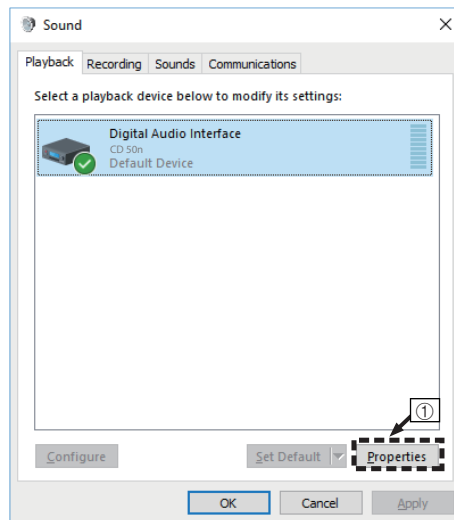 Sound
Playback Recording Sounds Communications
Select a playback device below to modify its settings:
Digital Audio Interface
CD 50n
Default Device
①
Configure Set Default Properties
OK Cancel Apply